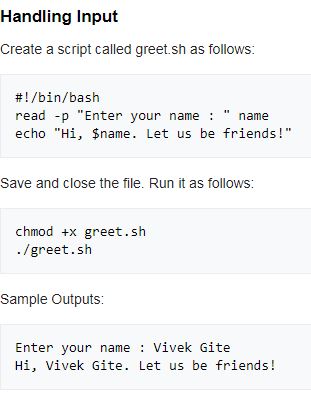 Handling Input
Create a script called greet.sh as follows:
#!/bin/bash
read -p "Enter your name : " name
echo "Hi, $name. Let us be friends!"
Save and close the file. Run it as follows:
chmod +x greet.sh
./greet.sh
Sample Outputs:
Enter your name : Vivek Gite
Hi, Vivek Gite. Let us be friends!